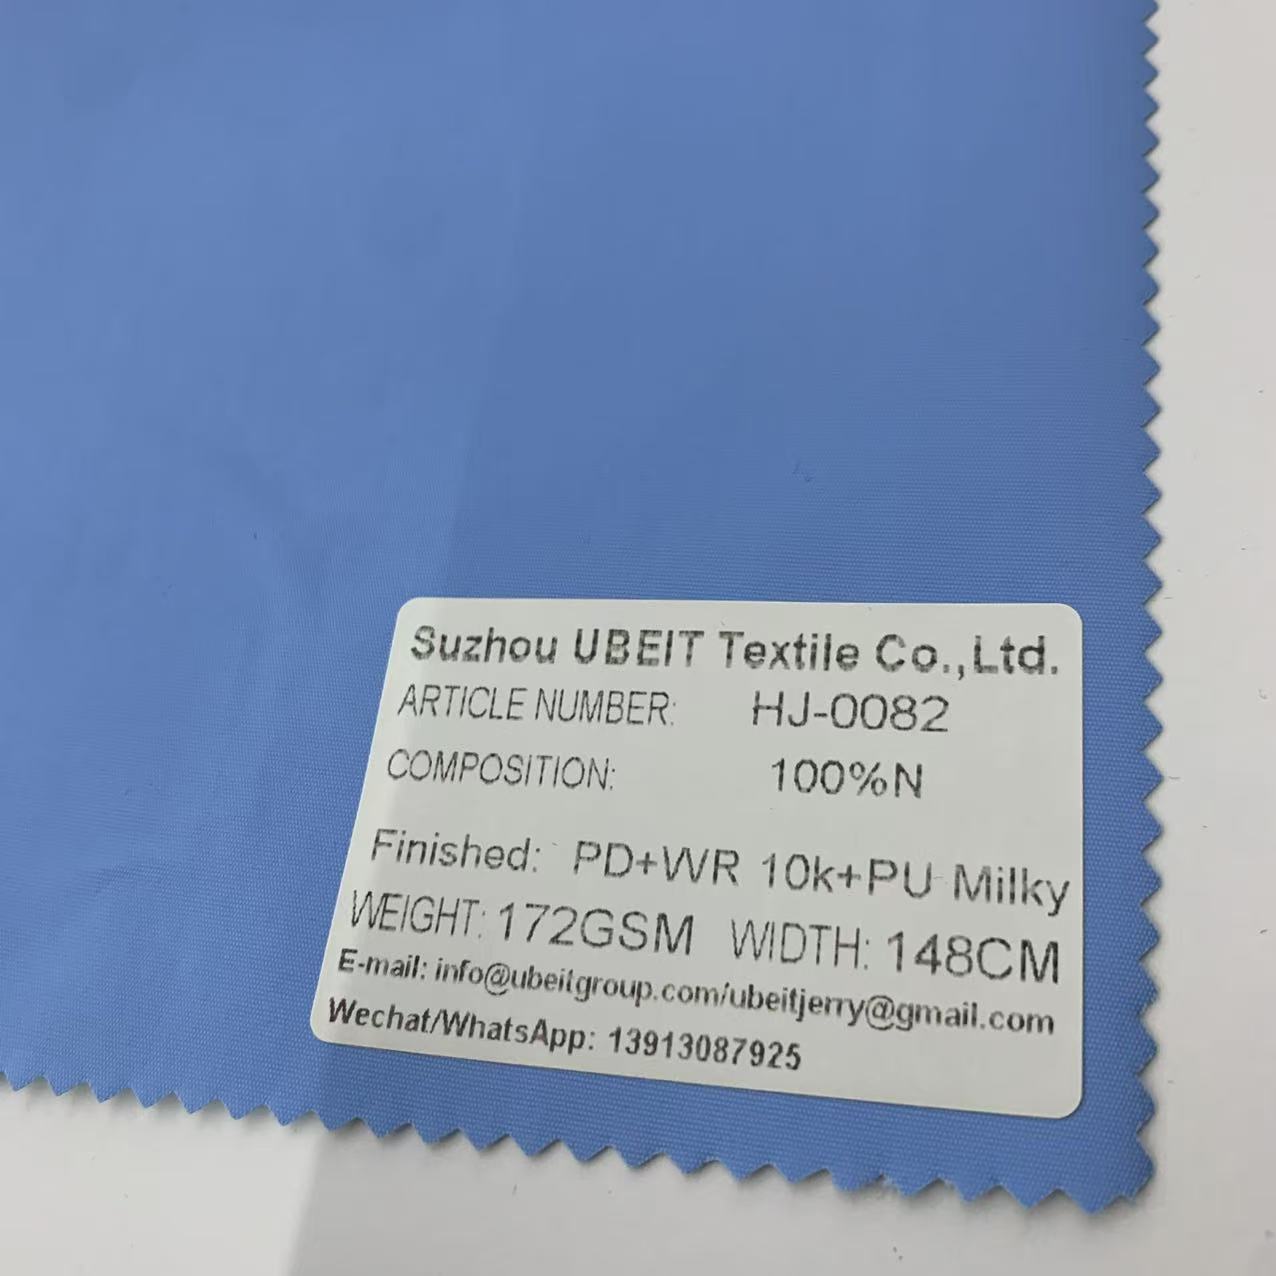 Suzhou UBEIT Textile Co.,Ltd.
ARTICLE NUMBER: HJ-0082
COMPOSITION: 100%N
Finished: PD+WR 10k+PU Milky
WEIGHT: 172GSM WIDTH: 148CM
E-mail: info@ubeitgroup.com/ubeitjerry@gmail.com
Wechat/WhatsApp: 13913087925